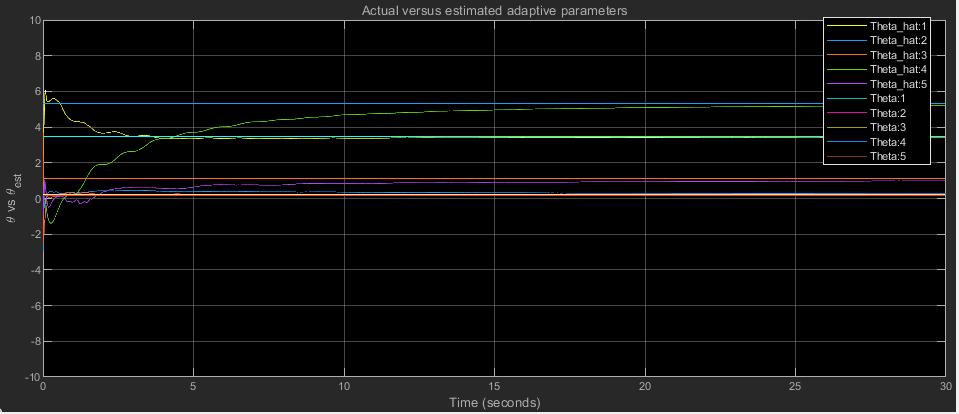 Actual versus estimated adaptive parameters
10
8
6
4
2
0
-2
-4
-6
-8
-10
θ vs θest
0
5
10
15
20
25
30
Time (seconds)
Theta_hat:1
Theta_hat:2
Theta_hat:3
Theta_hat:4
Theta_hat:5
Theta:1
Theta:2
Theta:3
Theta:4
Theta:5